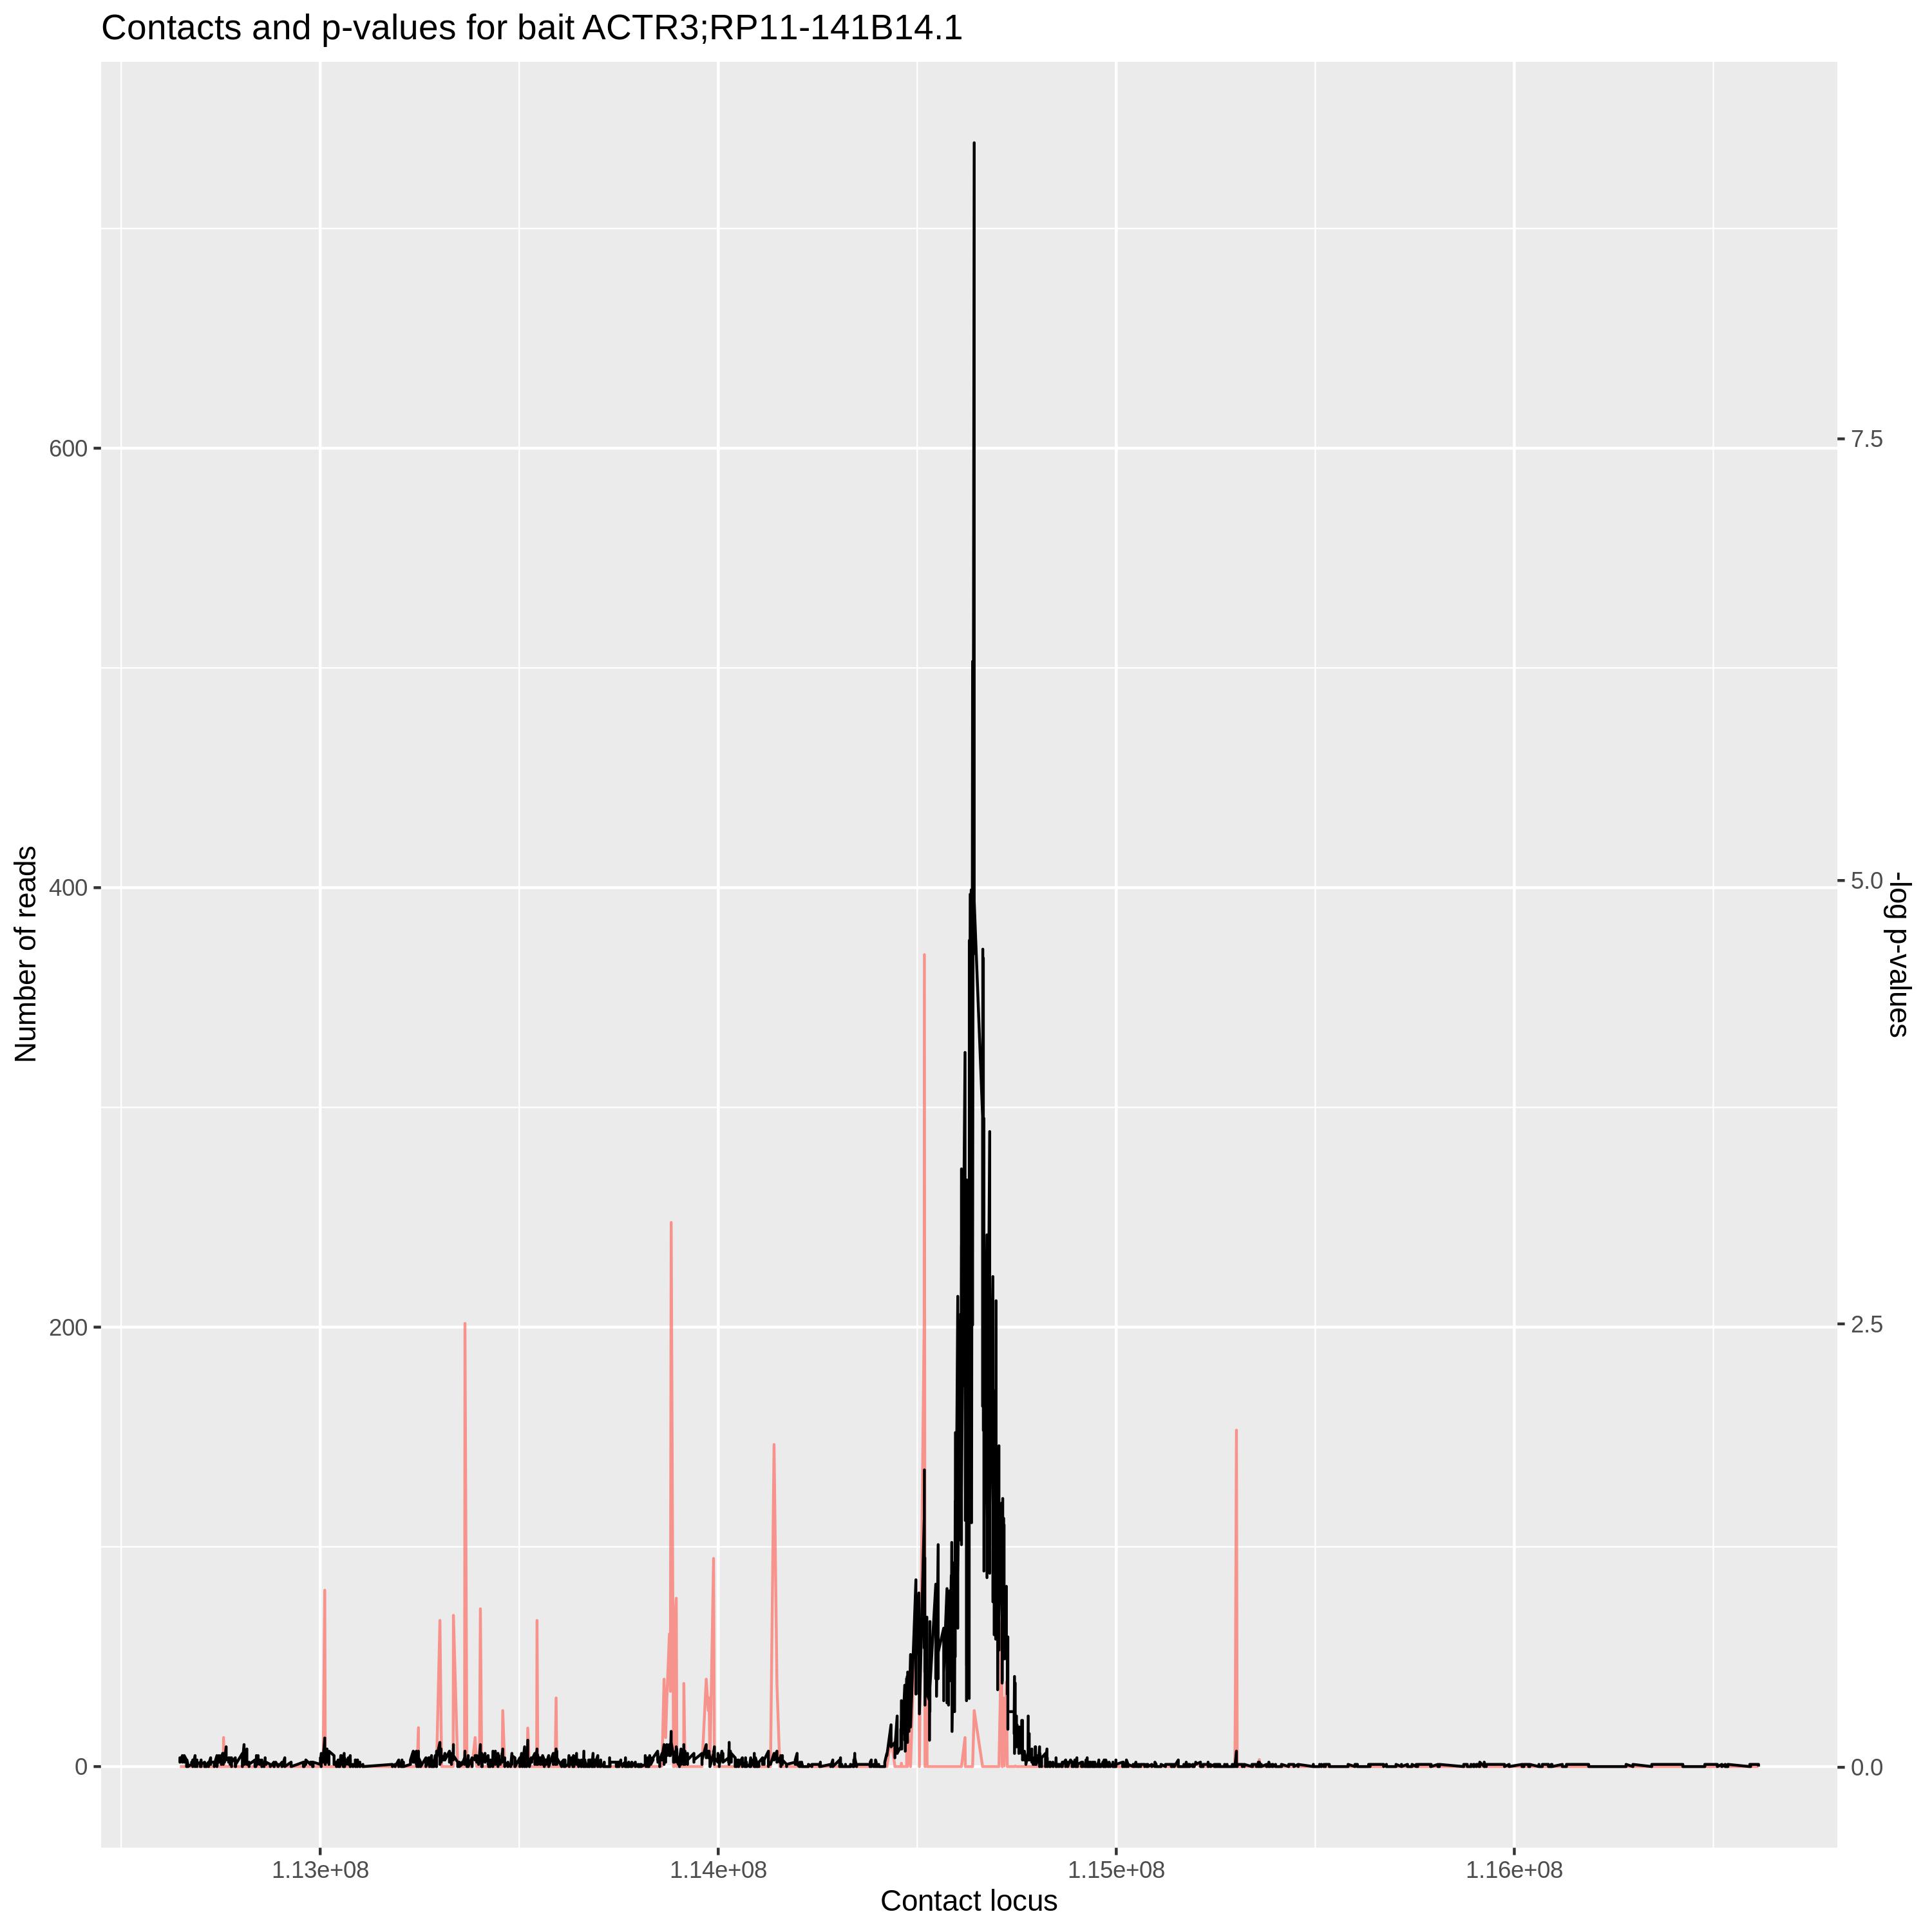 Contacts and p-values for bait ACTR3;RP11-141B14.1
Number of reads
600
400
200
0
7.5
5.0
2.5
0.0
-log p-values
1.13e+08
1.14e+08
1.15e+08
1.16e+08
Contact locus